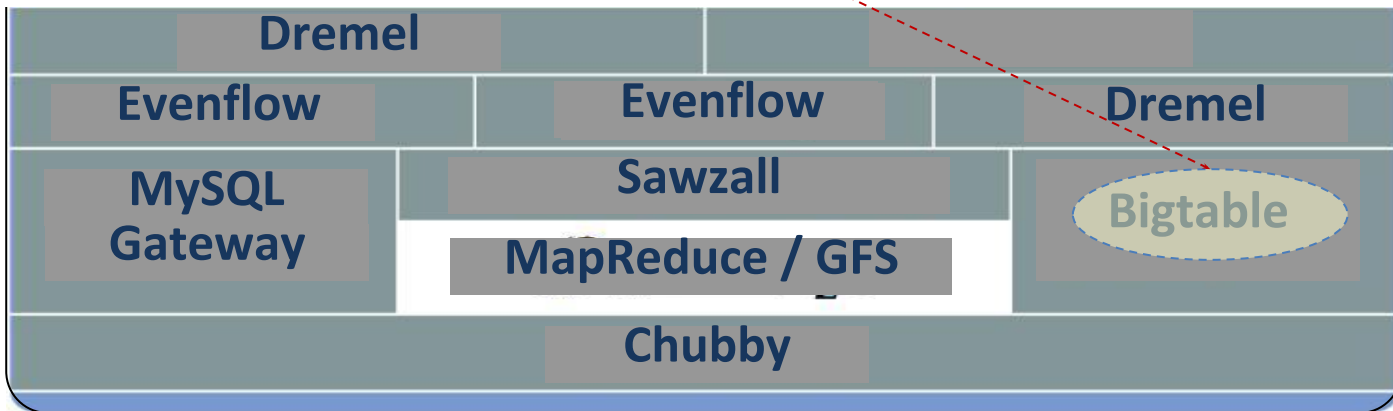 Dremel
Evenflow
Evenflow
Dremel
MySQL
Gateway
Sawzall
Bigtable
MapReduce / GFS
Chubby